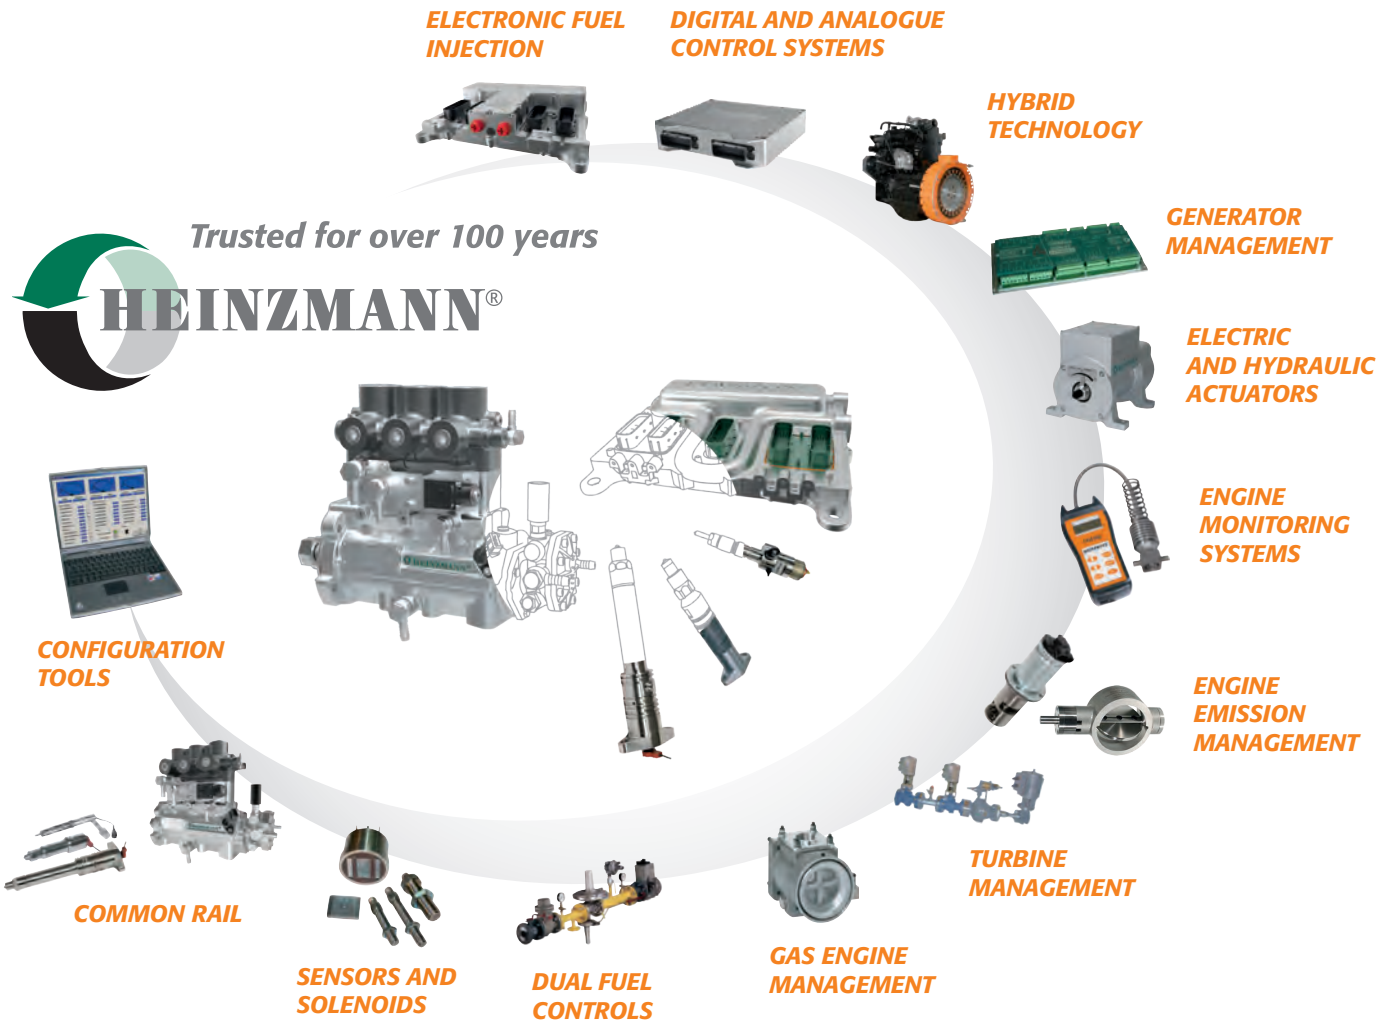 ELECTRONIC FUEL
INJECTION
DIGITAL AND ANALOGUE
CONTROL SYSTEMS
HYBRID
TECHNOLOGY
GENERATOR
MANAGEMENT
Trusted for over 100 years
HEINZMANN®
ELECTRIC
AND HYDRAULIC
ACTUATORS
ENGINE
MONITORING
SYSTEMS
HEINZMANN
CONFIGURATION
TOOLS
ENGINE
EMISSION
MANAGEMENT
TURBINE
MANAGEMENT
COMMON RAIL
GAS ENGINE
MANAGEMENT
SENSORS AND
SOLENOIDS
DUAL FUEL
CONTROLS